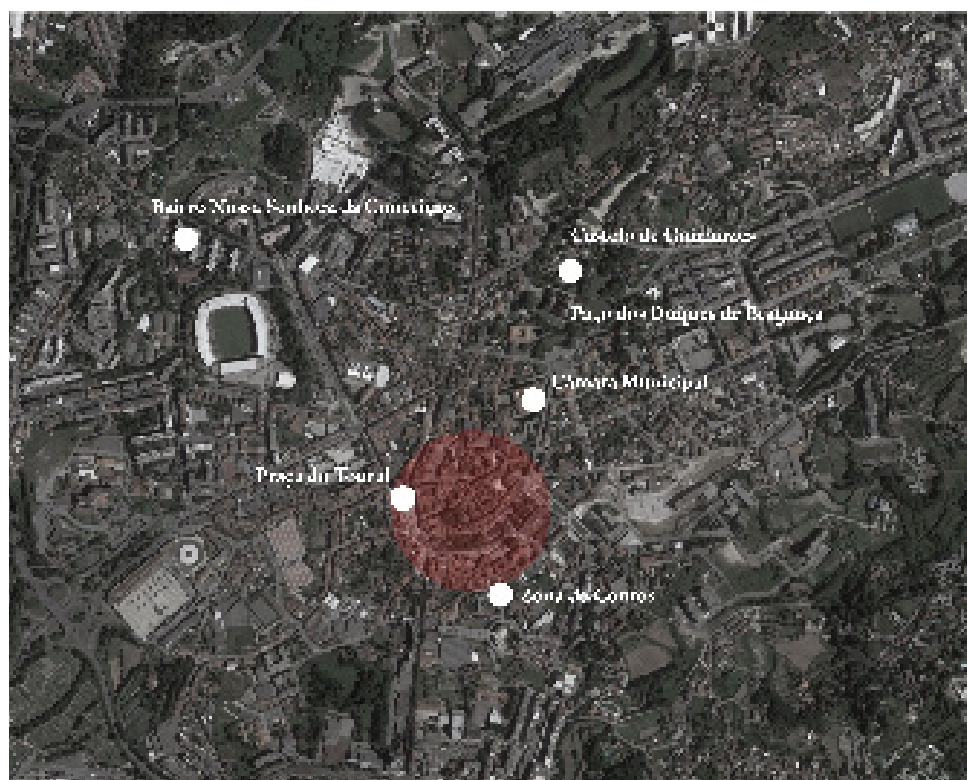 Bairro Nossa Senhora da Conceição
Castelo de Guimarães
Paço dos Duques de Bragança
Câmara Municipal
Praça do Toural
Zona de Couros